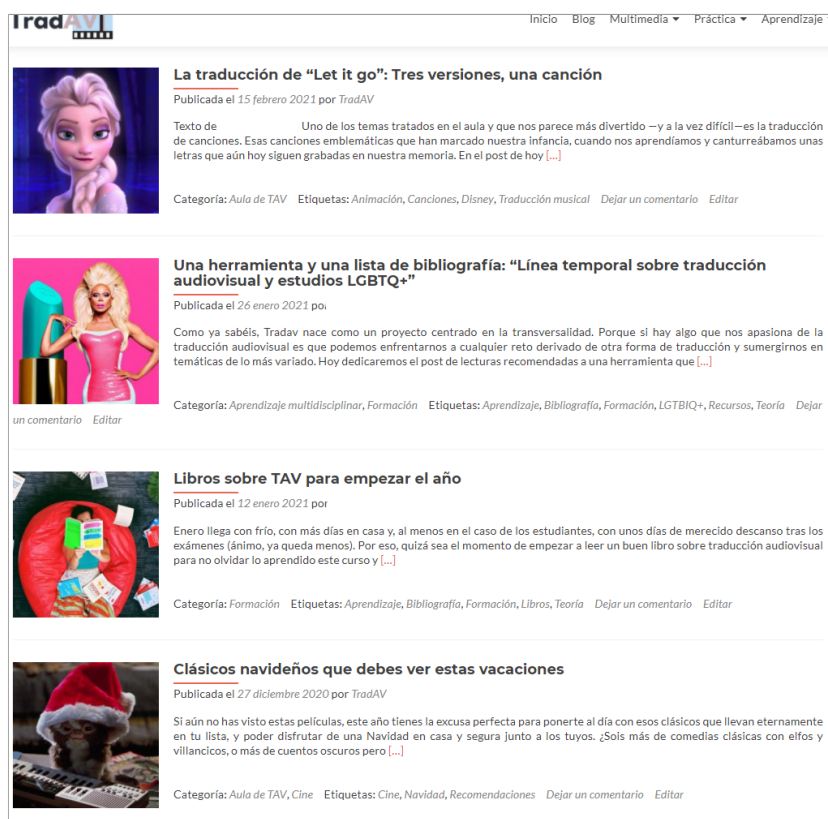 TradAV
Inicio Blog Multimedia Práctica Aprendizaje
La traducción de “Let it go”: Tres versiones, una canción
Publicada el 15 febrero 2021 por TradAV
Texto de Uno de los temas tratados en el aula y que nos parece más divertido —y a la vez difícil—es la traducción
de canciones. Esas canciones emblemáticas que han marcado nuestra infancia, cuando nos aprendíamos y canturreábamos unas
letras que aún hoy siguen grabadas en nuestra memoria. En el post de hoy [...]
Categoría: Aula de TAV Etiquetas: Animación, Canciones, Disney, Traducción musical Dejar un comentario Editar
Una herramienta y una lista de bibliografía: “Línea temporal sobre traducción
audiovisual y estudios LGBTQ+”
Publicada el 26 enero 2021 por
Como ya sabéis, Tradav nace como un proyecto centrado en la transversalidad. Porque si hay algo que nos apasiona de la
traducción audiovisual es que podemos enfrentarnos a cualquier reto derivado de otra forma de traducción y sumergirnos en
temáticas de lo más variado. Hoy dedicaremos el post de lecturas recomendadas a una herramienta que [...]
Categoría: Aprendizaje multidisciplinar, Formación Etiquetas: Aprendizaje, Bibliografía, Formación, LGTBIQ+, Recursos, Teoría Dejar
un comentario Editar
Libros sobre TAV para empezar el año
Publicada el 12 enero 2021 por
Enero llega con frío, con más días en casa y, al menos en el caso de los estudiantes, con unos días de merecido descanso tras los
exámenes (ánimo, ya queda menos). Por eso, quizá sea el momento de empezar a leer un buen libro sobre traducción audiovisual
para no olvidar lo aprendido este curso y [...]
Categoría: Formación Etiquetas: Aprendizaje, Bibliografía, Formación, Libros, Teoría Dejar un comentario Editar
Clásicos navideños que debes ver estas vacaciones
Publicada el 27 diciembre 2020 por TradAV
Si aún no has visto estas películas, este año tienes la excusa perfecta para ponerte al día con esos clásicos que llevan eternamente
en tu lista, y poder disfrutar de una Navidad en casa y segura junto a los tuyos. ¿Sois más de comedias clásicas con elfos y
villancicos, o más de cuentos oscuros pero [...]
Categoría: Aula de TAV, Cine Etiquetas: Cine, Navidad, Recomendaciones Dejar un comentario Editar